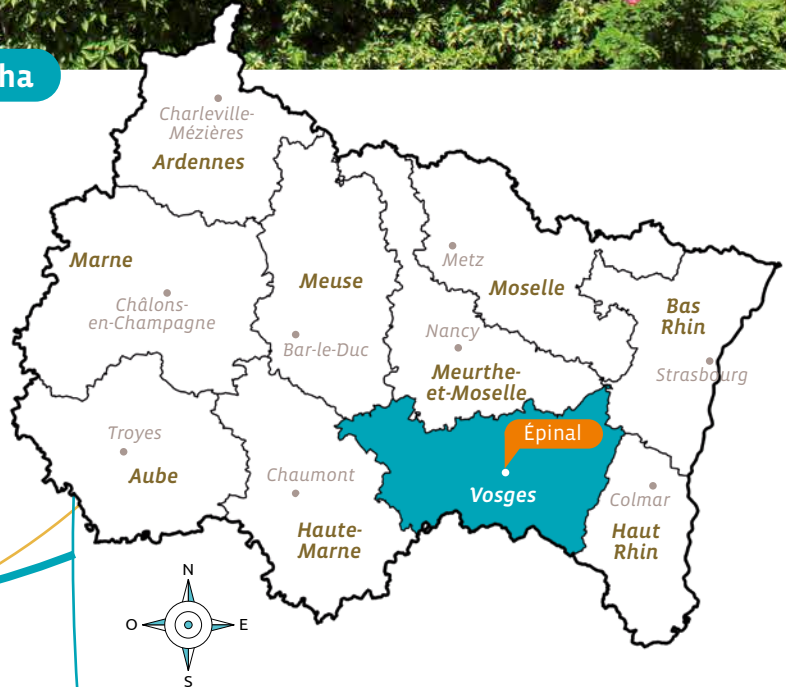 ha
Charleville-
Mézières
Ardennes
Marne
Châlons-
en-Champagne
Meuse
Bar-le-Duc
Metz
Moselle
Nancy
Meurthe-
et-Moselle
Bas
Rhin
Strasbourg
Troyes
Aube
Chaumont
Haute-
Marne
Épinal
Vosges
Colmar
Haut
Rhin
N
O
E
S